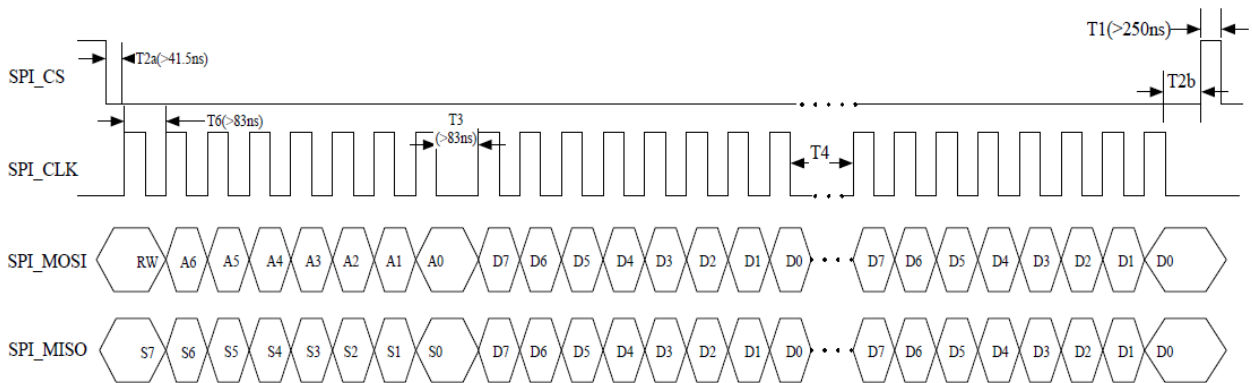 T1(>250ns)
T2a(>41.5ns)
SPI_CS
T2b
T6(>83ns)
T3
(>83ns)
SPI_CLK
T4
SPI_MOSI RW A6 A5 A4 A3 A2 A1 A0 D7 D6 D5 D4 D3 D2 D1 D0 D7 D6 D5 D4 D3 D2 D1 D0
SPI_MISO S7 S6 S5 S4 S3 S2 S1 S0 D7 D6 D5 D4 D3 D2 D1 D0 D7 D6 D5 D4 D3 D2 D1 D0